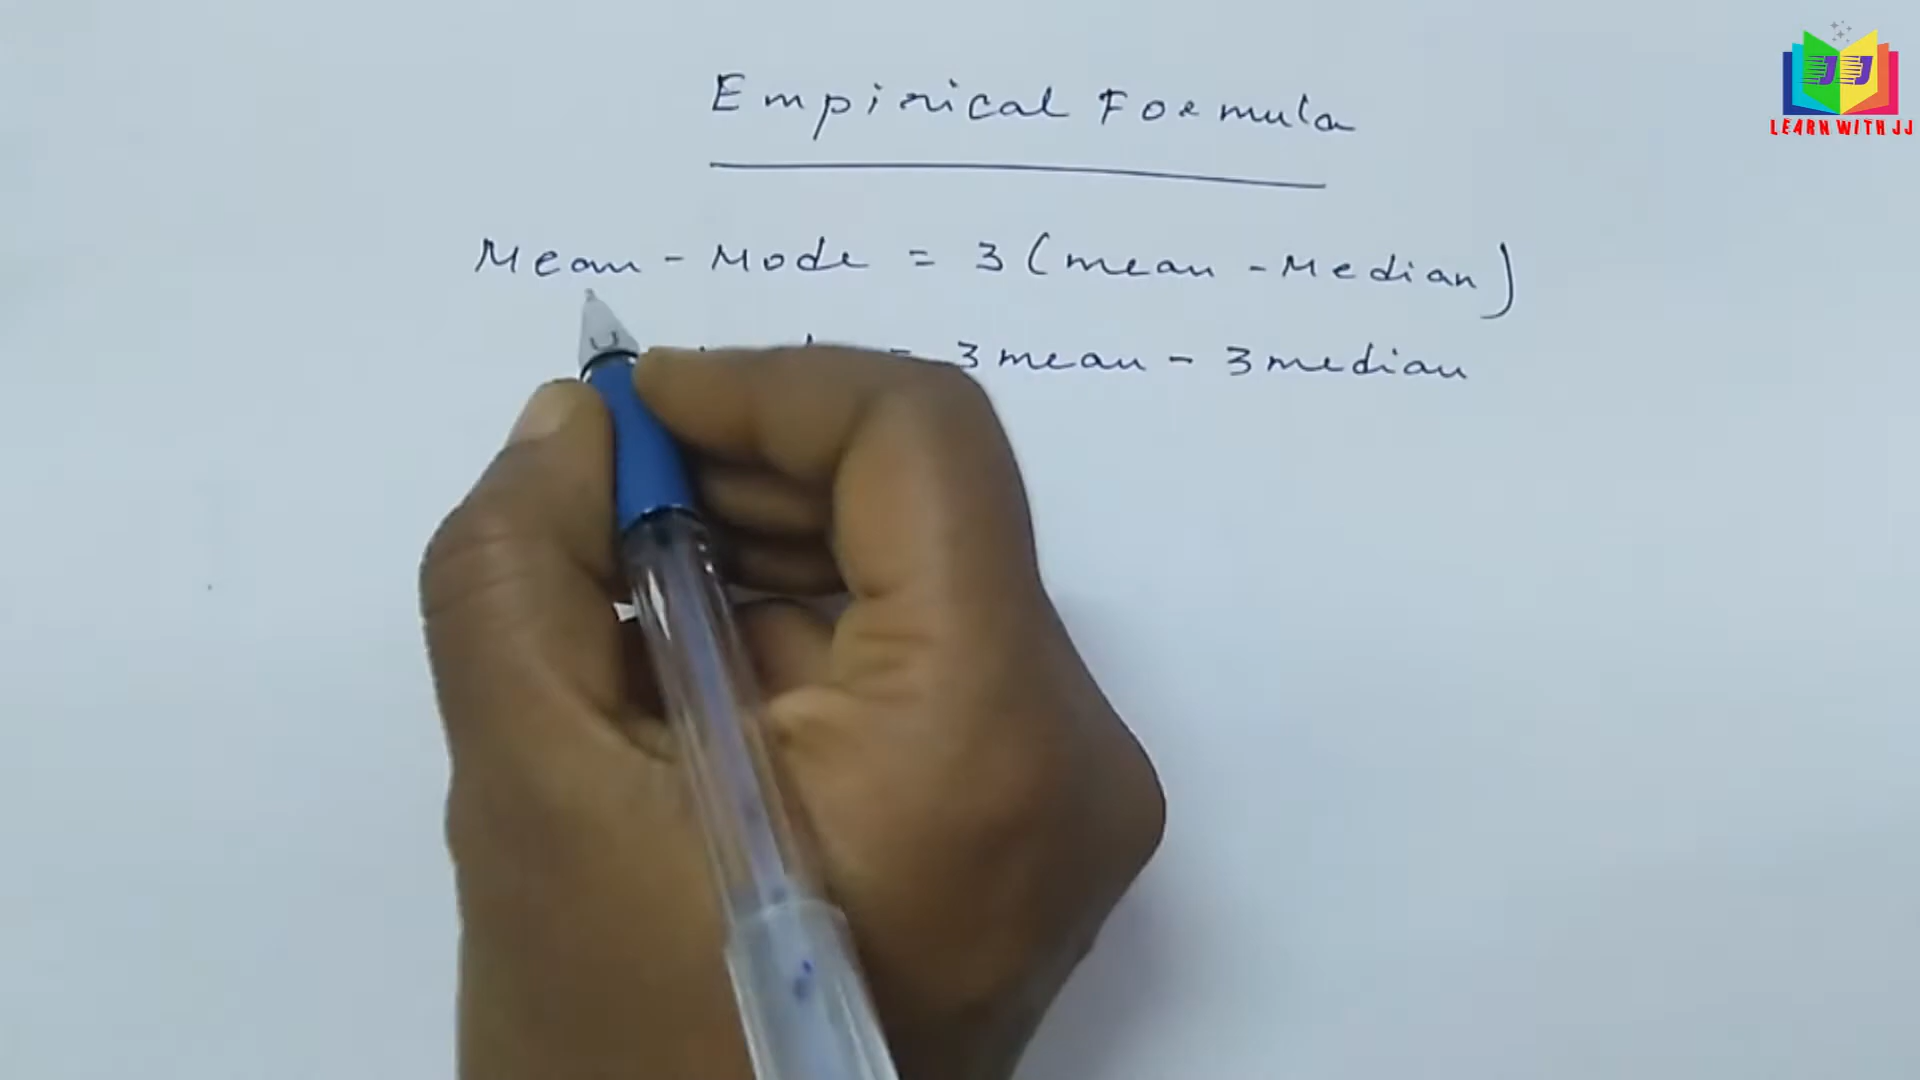 Empirical Formula
LEARN WITH JJ
Mean - Mode = 3 (mean - Median)
= 3 mean - 3 median